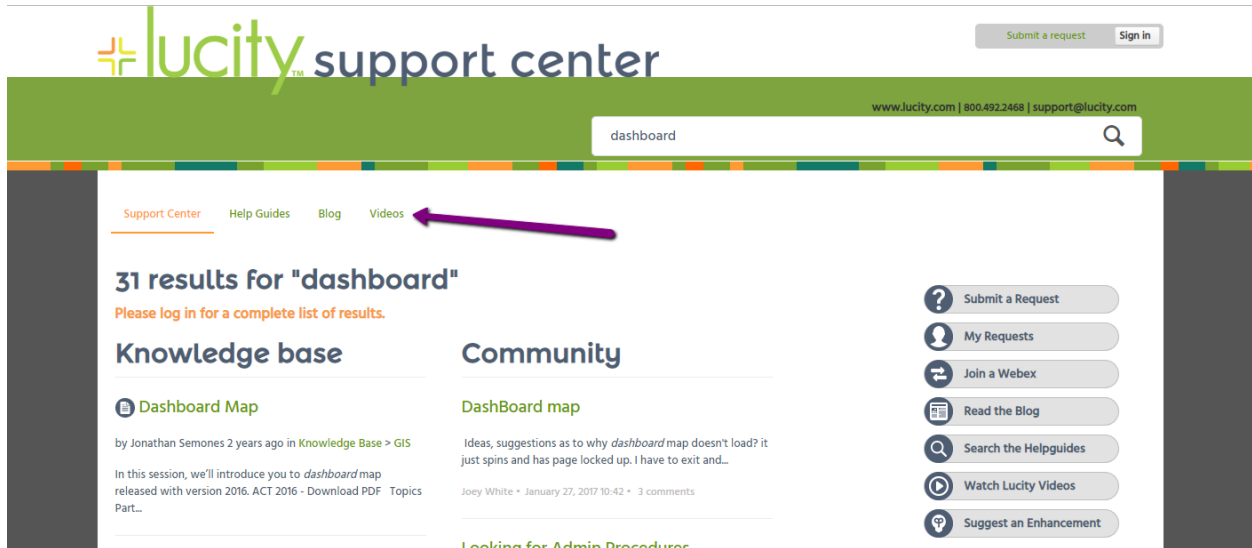 lucity™ support center
Submit a request
Sign in
www.lucity.com | 800.492.2468 | support@lucity.com
dashboard
Support Center
Help Guides
Blog
Videos
31 results for "dashboard"
Please log in for a complete list of results.
Knowledge base
Dashboard Map
by Jonathan Semones 2 years ago in Knowledge Base > GIS
In this session, we'll introduce you to dashboard map
released with version 2016. ACT 2016 - Download PDF Topics
Part...
Community
DashBoard map
Ideas, suggestions as to why dashboard map doesn't load? it
just spins and has page locked up. I have to exit and...
Joey White • January 27, 2017 10:42 • 3 comments
Looking for Admin Procedures
Submit a Request
My Requests
Join a Webex
Read the Blog
Search the Helpguides
Watch Lucity Videos
Suggest an Enhancement